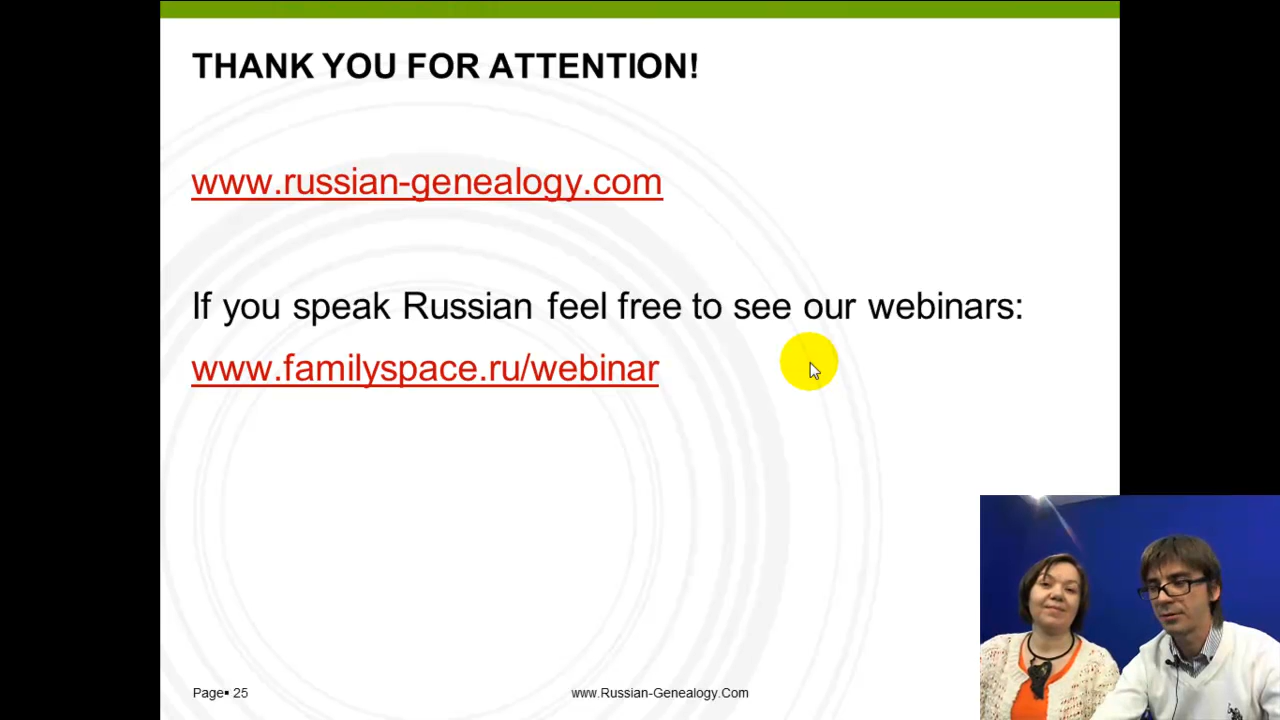 THANK YOU FOR ATTENTION!
www.russian-genealogy.com
If you speak Russian feel free to see our webinars:
www.familyspace.ru/webinar
Page▪ 25
www.Russian-Genealogy.Com